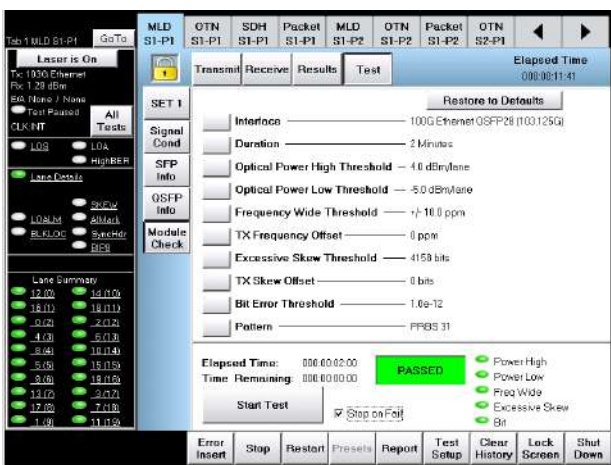 MLD OTN SDH Packet MLD OTN Packet OTN
Tab 1 MLD S1-P1 GoTo S1-P1 S1-P1 S1-P1 S1-P1 S1-P2 S1-P2 S1-P2 S2-P1
Laser is On
Tx: 103G Ethernet
Rx: 1.29 dBm
E/A None / None
Test Paused
CLK:INT
All Tests
LOS LOA
HighBER
Lane Details
SKEW
LOALM AlMark
BLKLOC SyncHdr
BIP8
Lane Summary
12 (0) 14 (10)
16 (1) 18 (11)
0 (2) 2 (12)
4 (3) 6 (13)
8 (4) 10 (14)
5 (5) 15 (15)
9 (6) 19 (16)
13 (7) 3 (17)
17 (8) 7 (18)
1 (9) 11 (19)
Transmit Receive Results Test
Elapsed Time
000:00:11:41
SET 1
Signal Cond
SFP Info
QSFP Info
Module Check
Restore to Defaults
Interface 100G Ethernet QSFP28 (103.125G)
Duration 2 Minutes
Optical Power High Threshold 4.0 dBm/lane
Optical Power Low Threshold -5.0 dBm/lane
Frequency Wide Threshold +/- 10.0 ppm
TX Frequency Offset 0 ppm
Excessive Skew Threshold 4158 bits
TX Skew Offset 0 bits
Bit Error Threshold 1.0e-12
Pattern PRBS 31
Elapsed Time: 000:00:02:00
Time Remaining: 000:00:00:00
PASSED
Power High
Power Low
Freq Wide
Excessive Skew
Bit
Start Test
Stop on Fail
Error Insert Stop Restart Presets Report Test Setup Clear History Lock Screen Shut Down